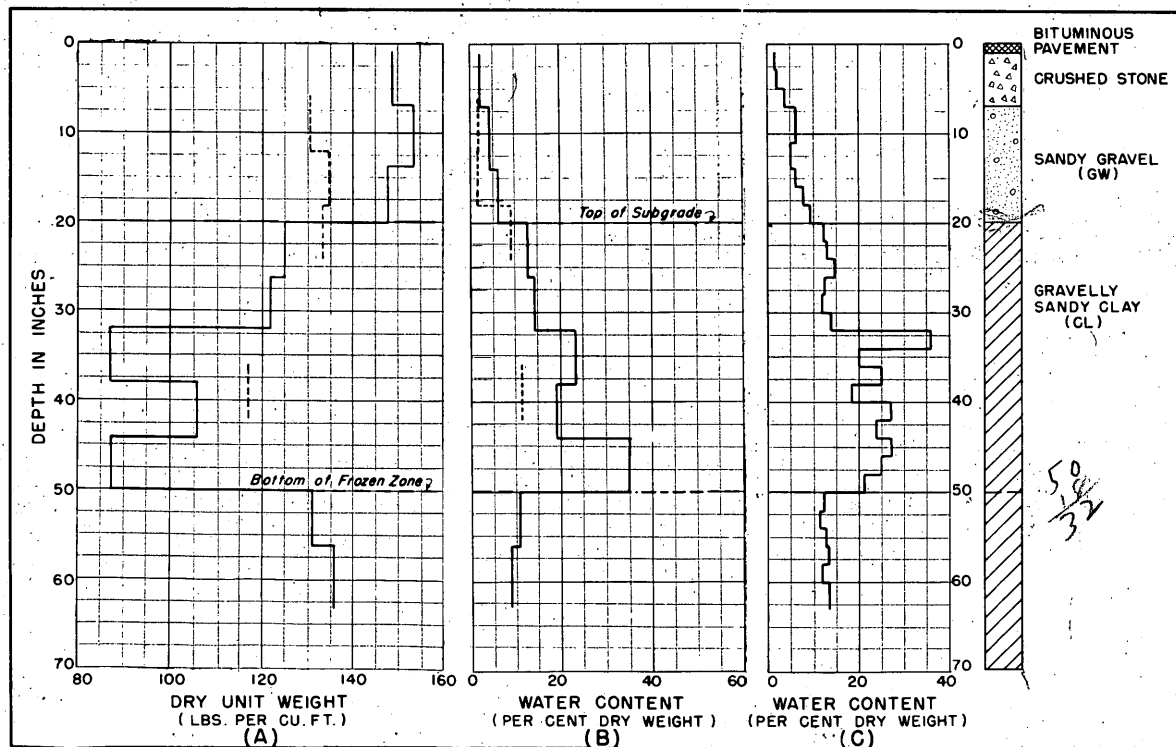 0
10
20
30
40
50
60
70
DEPTH IN INCHES
80 100 120 140 160
DRY UNIT WEIGHT
(LBS. PER CU. FT.)
(A)
Bottom of Frozen Zone
Top of Subgrade
0 20 40 60
WATER CONTENT
(PER CENT DRY WEIGHT)
(B)
0 20 40
WATER CONTENT
(PER CENT DRY WEIGHT)
(C)
0
10
20
30
40
50
60
70
BITUMINOUS
PAVEMENT
CRUSHED STONE
SANDY GRAVEL
(GW)
GRAVELLY
SANDY CLAY
(CL)
50
32